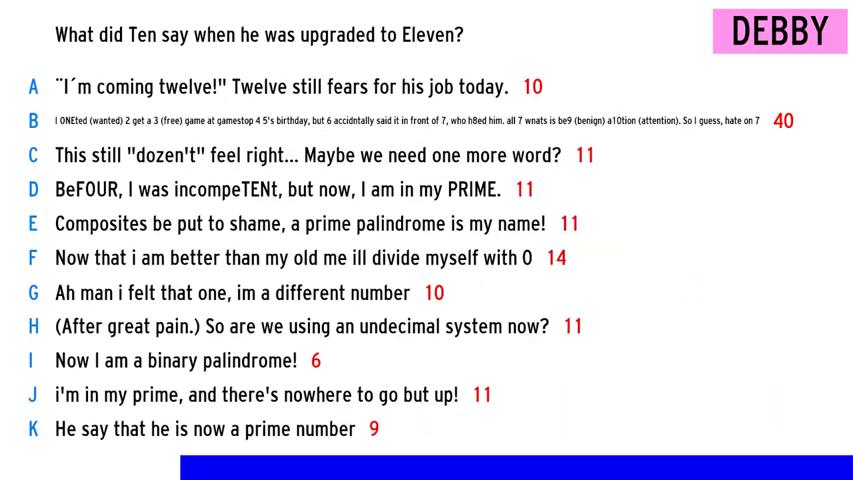 What did Ten say when he was upgraded to Eleven?
DEBBY
A ¨I´m coming twelve!" Twelve still fears for his job today. 10
B I ONEted (wanted) 2 get a 3 (free) game at gamestop 4 5's birthday, but 6 accidntally said it in front of 7, who h8ed him. all 7 wnats is be9 (benign) a10tion (attention). So I guess, hate on 7 40
C This still "dozen't" feel right... Maybe we need one more word? 11
D BeFOUR, I was incompeTENt, but now, I am in my PRIME. 11
E Composites be put to shame, a prime palindrome is my name! 11
F Now that i am better than my old me ill divide myself with 0 14
G Ah man i felt that one, im a different number 10
H (After great pain.) So are we using an undecimal system now? 11
I Now I am a binary palindrome! 6
J i'm in my prime, and there's nowhere to go but up! 11
K He say that he is now a prime number 9